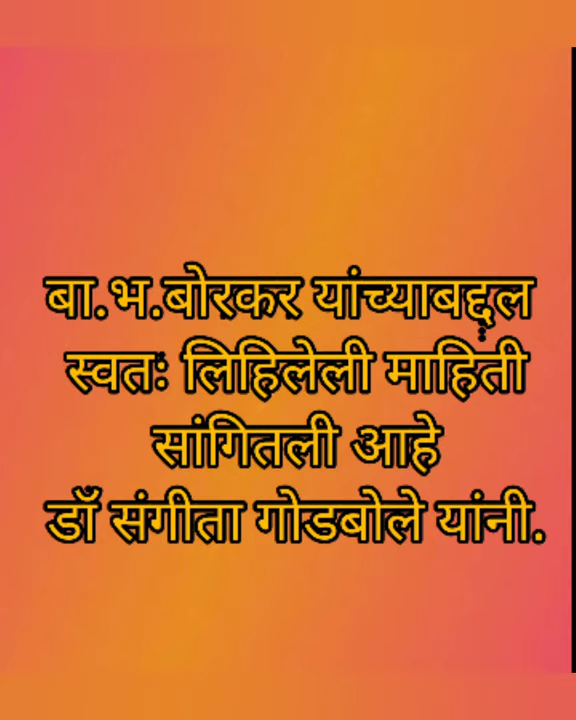 बा.भ.बोरकर यांच्याबद्दल
स्वतः लिहिलेली माहिती
सांगितली आहे
डॉ संगीता गोडबोले यांनी.